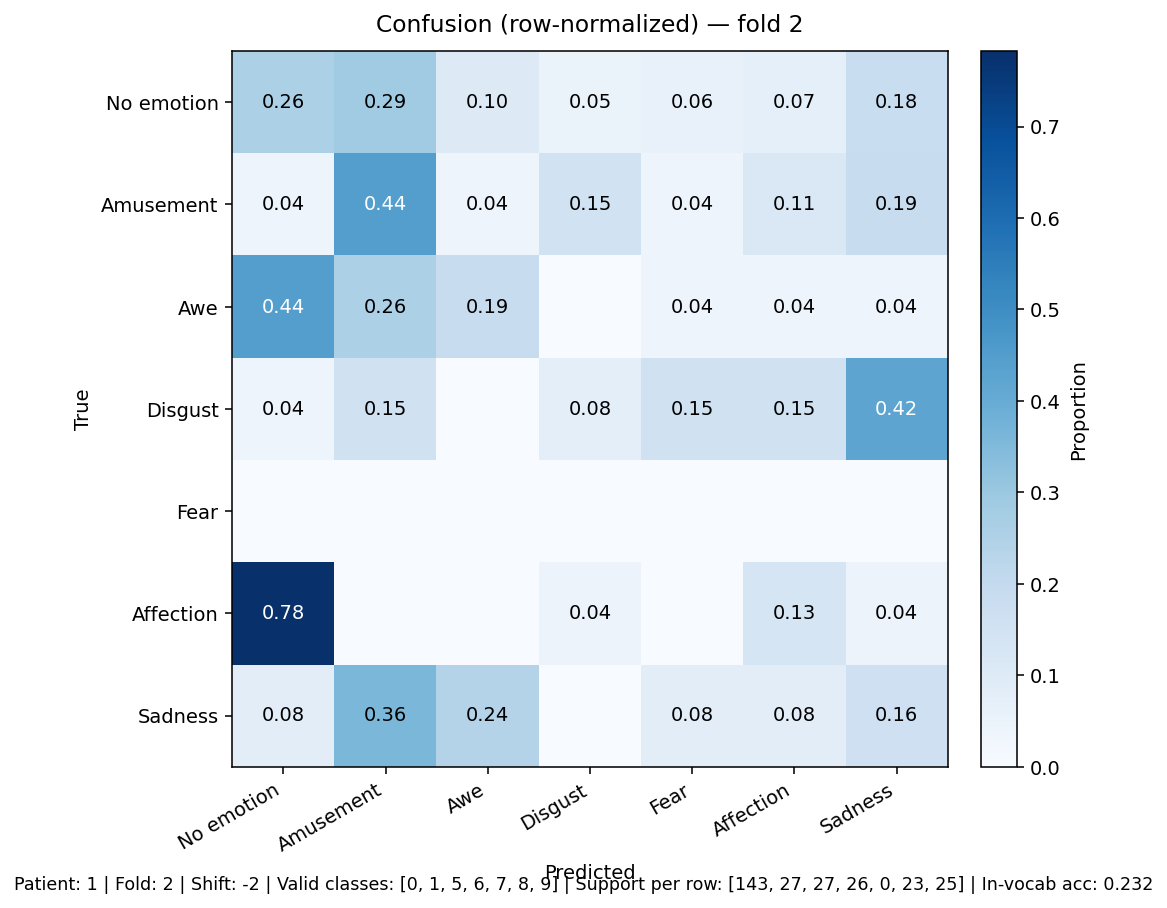 Confusion (row-normalized) — fold 2
No emotion 0.26 0.29 0.10 0.05 0.06 0.07 0.18
Amusement 0.04 0.44 0.04 0.15 0.04 0.11 0.19
Awe 0.44 0.26 0.19 0.04 0.04 0.04
Disgust 0.04 0.15 0.08 0.15 0.15 0.42
Fear
Affection 0.78 0.04 0.13 0.04
Sadness 0.08 0.36 0.24 0.08 0.08 0.16
True
No emotion Amusement Awe Disgust Fear Affection Sadness
Predicted
0.7
0.6
0.5
0.4
0.3
0.2
0.1
0.0
Proportion
Patient: 1 | Fold: 2 | Shift: -2 | Valid classes: [0, 1, 5, 6, 7, 8, 9] | Support per row: [143, 27, 27, 26, 0, 23, 25] | In-vocab acc: 0.232